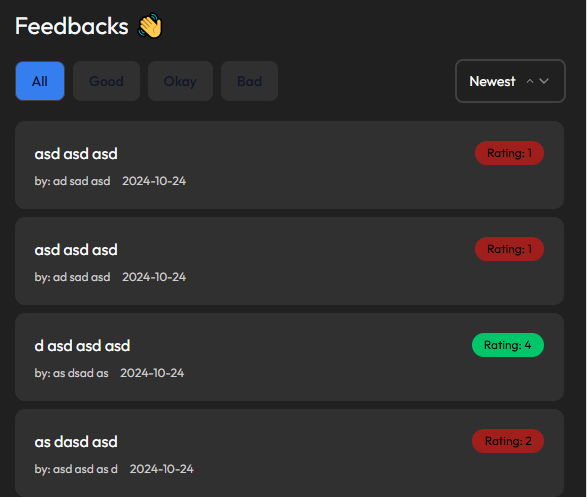 Feedbacks 👋
All Good Okay Bad Newest
asd asd asd Rating: 1
by: ad sad asd 2024-10-24
asd asd asd Rating: 1
by: ad sad asd 2024-10-24
d asd asd asd Rating: 4
by: as dsad as 2024-10-24
as dasd asd Rating: 2
by: asd asd as d 2024-10-24